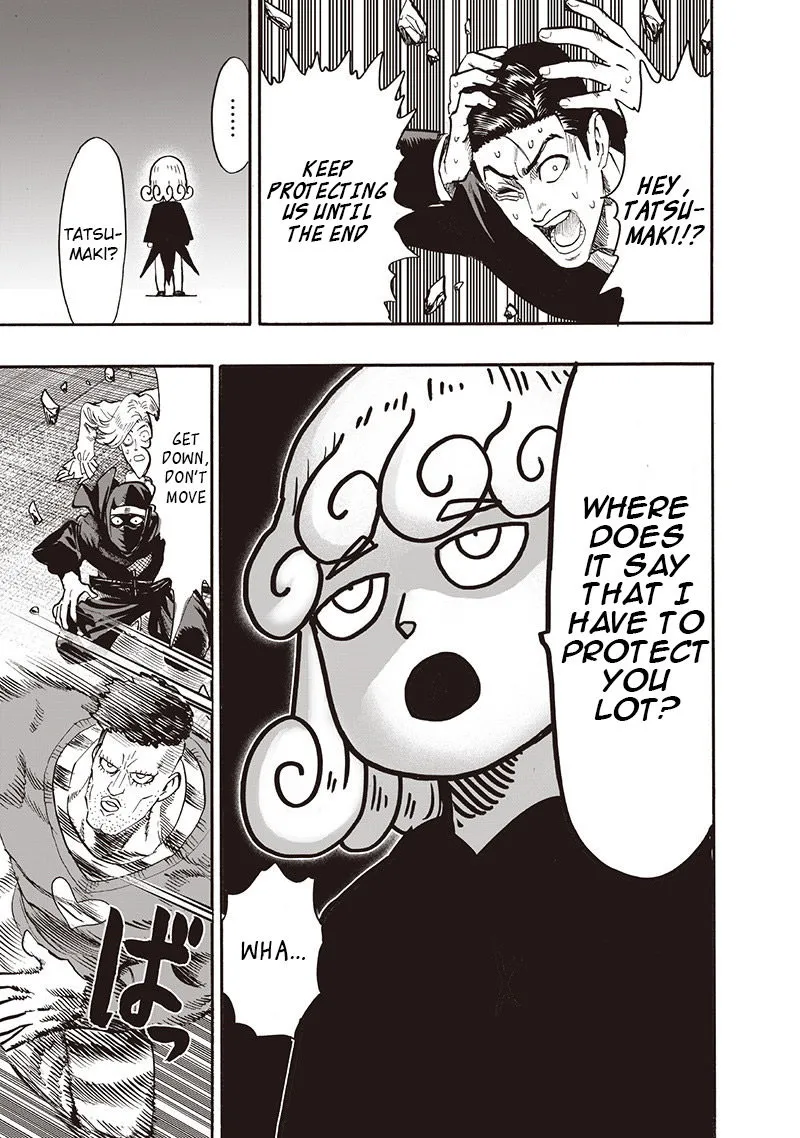 HEY,
TATSU-
MAKI!?
KEEP
PROTECTING
US UNTIL
THE END
......
TATSU-
MAKI?
WHERE
DOES
IT SAY
THAT I
HAVE TO
PROTECT
YOU
LOT?
WHA...
GET
DOWN,
DON'T
MOVE
ばっ